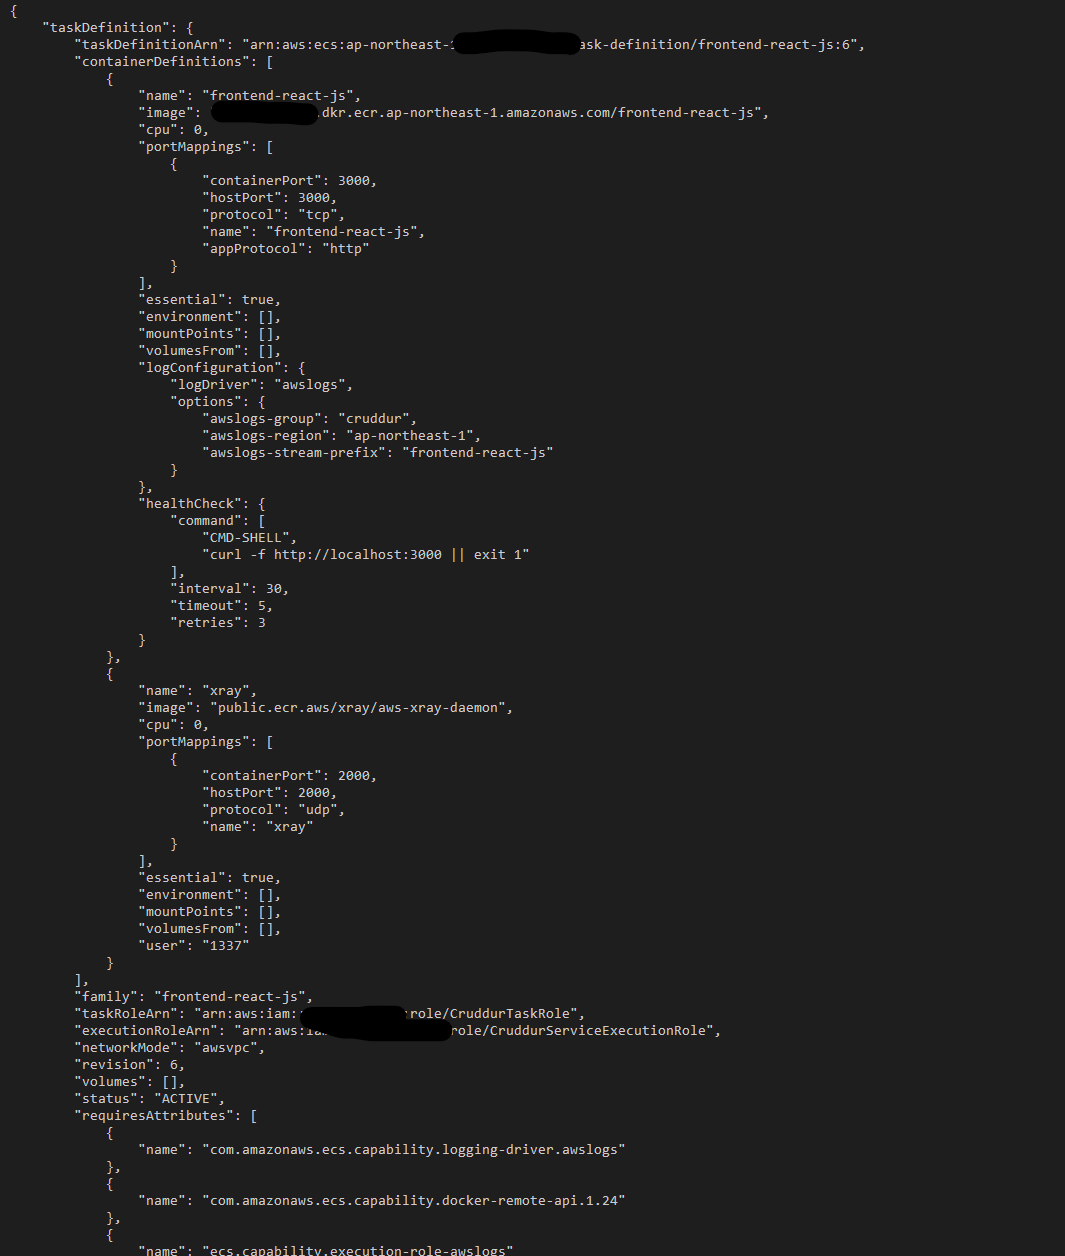 {
    "taskDefinition": {
        "taskDefinitionArn": "arn:aws:ecs:ap-northeast-1 ask-definition/frontend-react-js:6",
        "containerDefinitions": [
            {
                "name": "frontend-react-js",
                "image": .dkr.ecr.ap-northeast-1.amazonaws.com/frontend-react-js",
                "cpu": 0,
                "portMappings": [
                    {
                        "containerPort": 3000,
                        "hostPort": 3000,
                        "protocol": "tcp",
                        "name": "frontend-react-js",
                        "appProtocol": "http"
                    }
                ],
                "essential": true,
                "environment": [],
                "mountPoints": [],
                "volumesFrom": [],
                "logConfiguration": {
                    "logDriver": "awslogs",
                    "options": {
                        "awslogs-group": "cruddur",
                        "awslogs-region": "ap-northeast-1",
                        "awslogs-stream-prefix": "frontend-react-js"
                    }
                },
                "healthCheck": {
                    "command": [
                        "CMD-SHELL",
                        "curl -f http://localhost:3000 || exit 1"
                    ],
                    "interval": 30,
                    "timeout": 5,
                    "retries": 3
                }
            },
            {
                "name": "xray",
                "image": "public.ecr.aws/xray/aws-xray-daemon",
                "cpu": 0,
                "portMappings": [
                    {
                        "containerPort": 2000,
                        "hostPort": 2000,
                        "protocol": "udp",
                        "name": "xray"
                    }
                ],
                "essential": true,
                "environment": [],
                "mountPoints": [],
                "volumesFrom": [],
                "user": "1337"
            }
        ],
        "family": "frontend-react-js",
        "taskRoleArn": "arn:aws:iam: :role/CruddurTaskRole",
        "executionRoleArn": "arn:aws: role/CruddurServiceExecutionRole",
        "networkMode": "awsvpc",
        "revision": 6,
        "volumes": [],
        "status": "ACTIVE",
        "requiresAttributes": [
            {
                "name": "com.amazonaws.ecs.capability.logging-driver.awslogs"
            },
            {
                "name": "com.amazonaws.ecs.capability.docker-remote-api.1.24"
            },
            {
                "name": "ecs.capability.execution-role-awslogs"